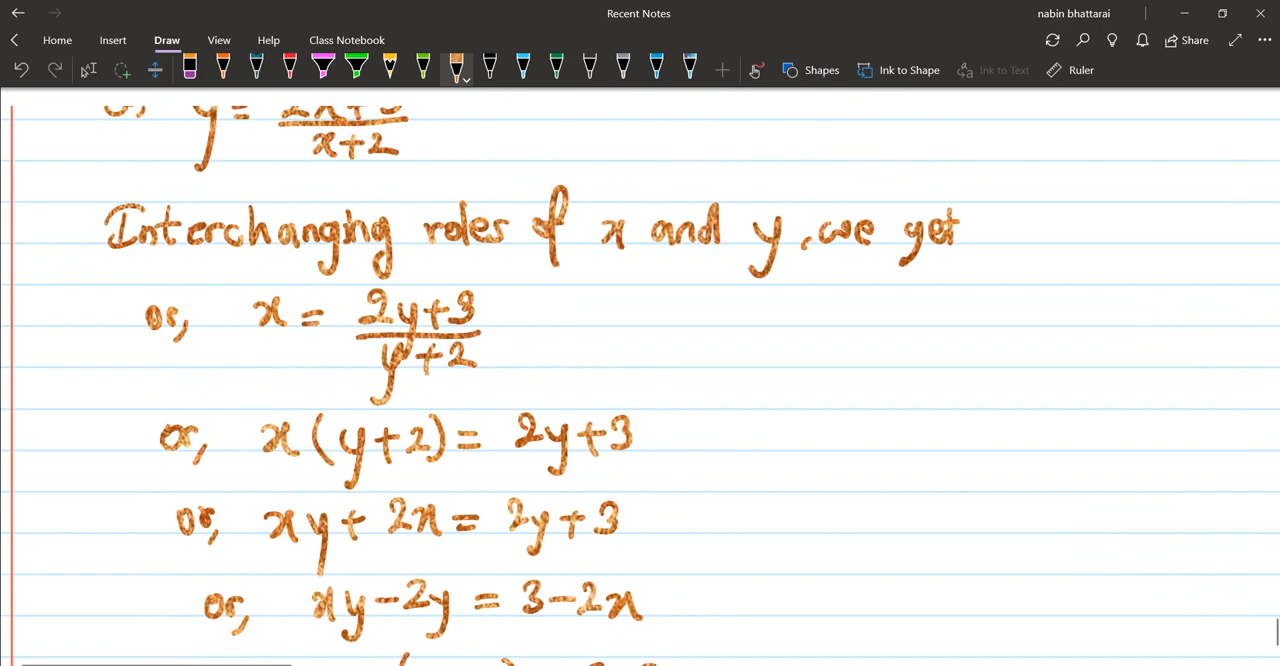 Recent Notes
nabin bhattarai
Home Insert Draw View Help Class Notebook
Share
Shapes Ink to Shape Ink to Text Ruler
y = 2x+3
x+2
Interchanging roles of x and y, we get
or, x = 2y+3
y+2
or, x(y+2) = 2y+3
or, xy + 2x = 2y + 3
or, xy - 2y = 3 - 2x